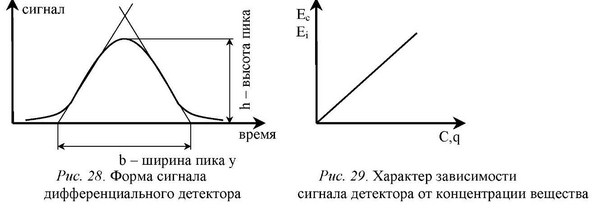 сигнал
h – высота пика
время
b – ширина пика у
Рис. 28. Форма сигнала
дифференциального детектора
Ec
Ei
C,q
Рис. 29. Характер зависимости
сигнала детектора от концентрации вещества